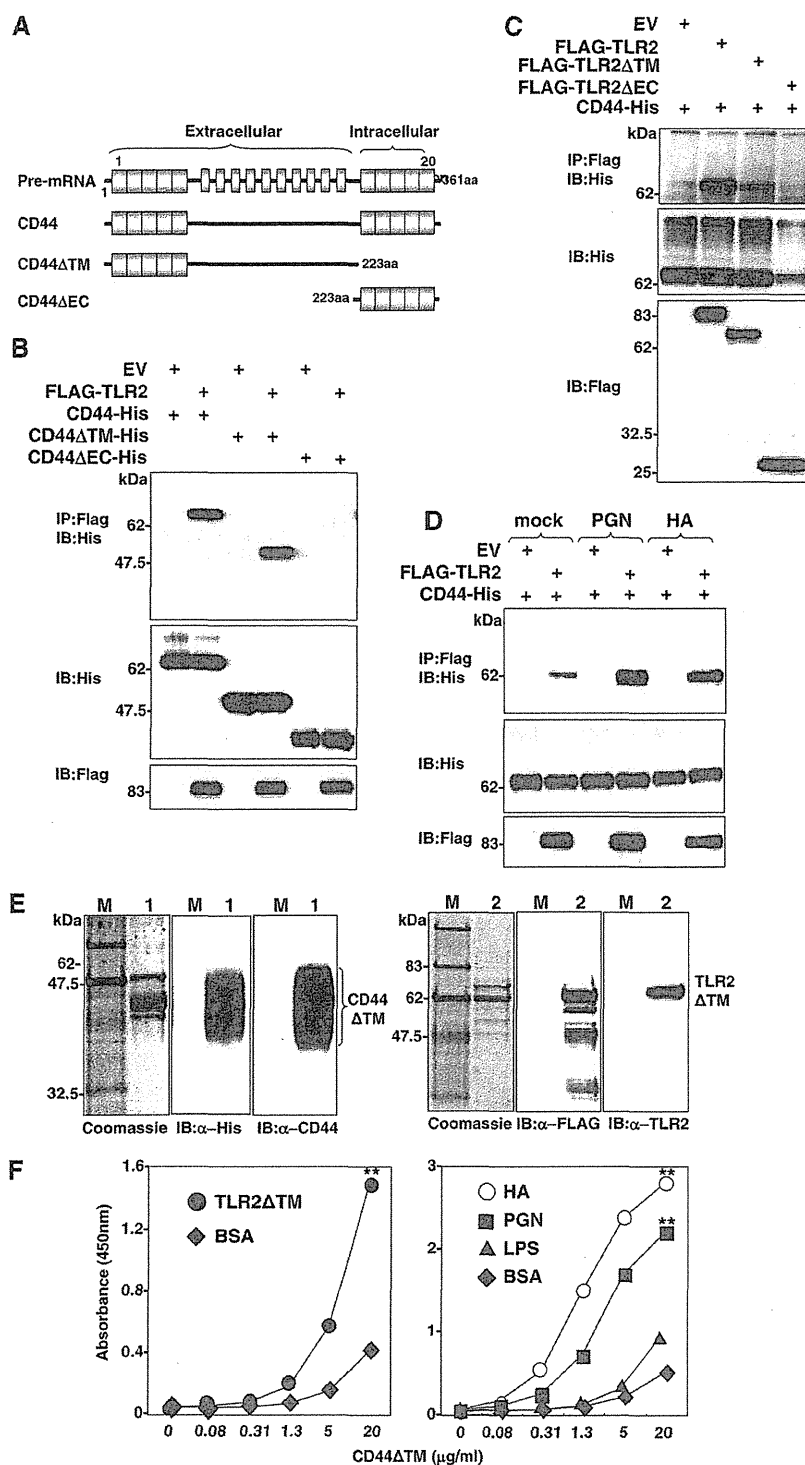 A
Extracellular
Intracellular
1
20
Pre-mRNA
361aa
1
CD44
CD44ΔTM
223aa
CD44ΔEC
223aa
B
EV + + +
FLAG-TLR2 + + +
CD44-His + +
CD44ΔTM-His + +
CD44ΔEC-His + +
kDa
IP:Flag
IB:His
62-
47.5-
IB:His
62-
47.5-
IB:Flag
83-
C
EV +
FLAG-TLR2 +
FLAG-TLR2ΔTM +
FLAG-TLR2ΔEC +
CD44-His + + + +
kDa
IP:Flag
IB:His
62-
IB:His
62-
83-
62-
IB:Flag
32.5-
25-
D
mock PGN HA
EV + + +
FLAG-TLR2 + + +
CD44-His + + + + + +
kDa
IP:Flag
IB:His
62-
IB:His
62-
IB:Flag
83-
E
M 1 M 1 M 1
kDa
62-
47.5-
32.5-
CD44
ΔTM
Coomassie IB:α-His IB:α-CD44
M 2 M 2 M 2
kDa
83-
62-
47.5-
TLR2
ΔTM
Coomassie IB:α-FLAG IB:α-TLR2
F
Absorbance (450nm)
1.6
1.2
0.8
0.4
0
TLR2ΔTM
BSA
**
0 0.08 0.31 1.3 5 20
3
2
1
0
HA
PGN
LPS
BSA
**
**
0 0.08 0.31 1.3 5 20
CD44ΔTM (μg/ml)